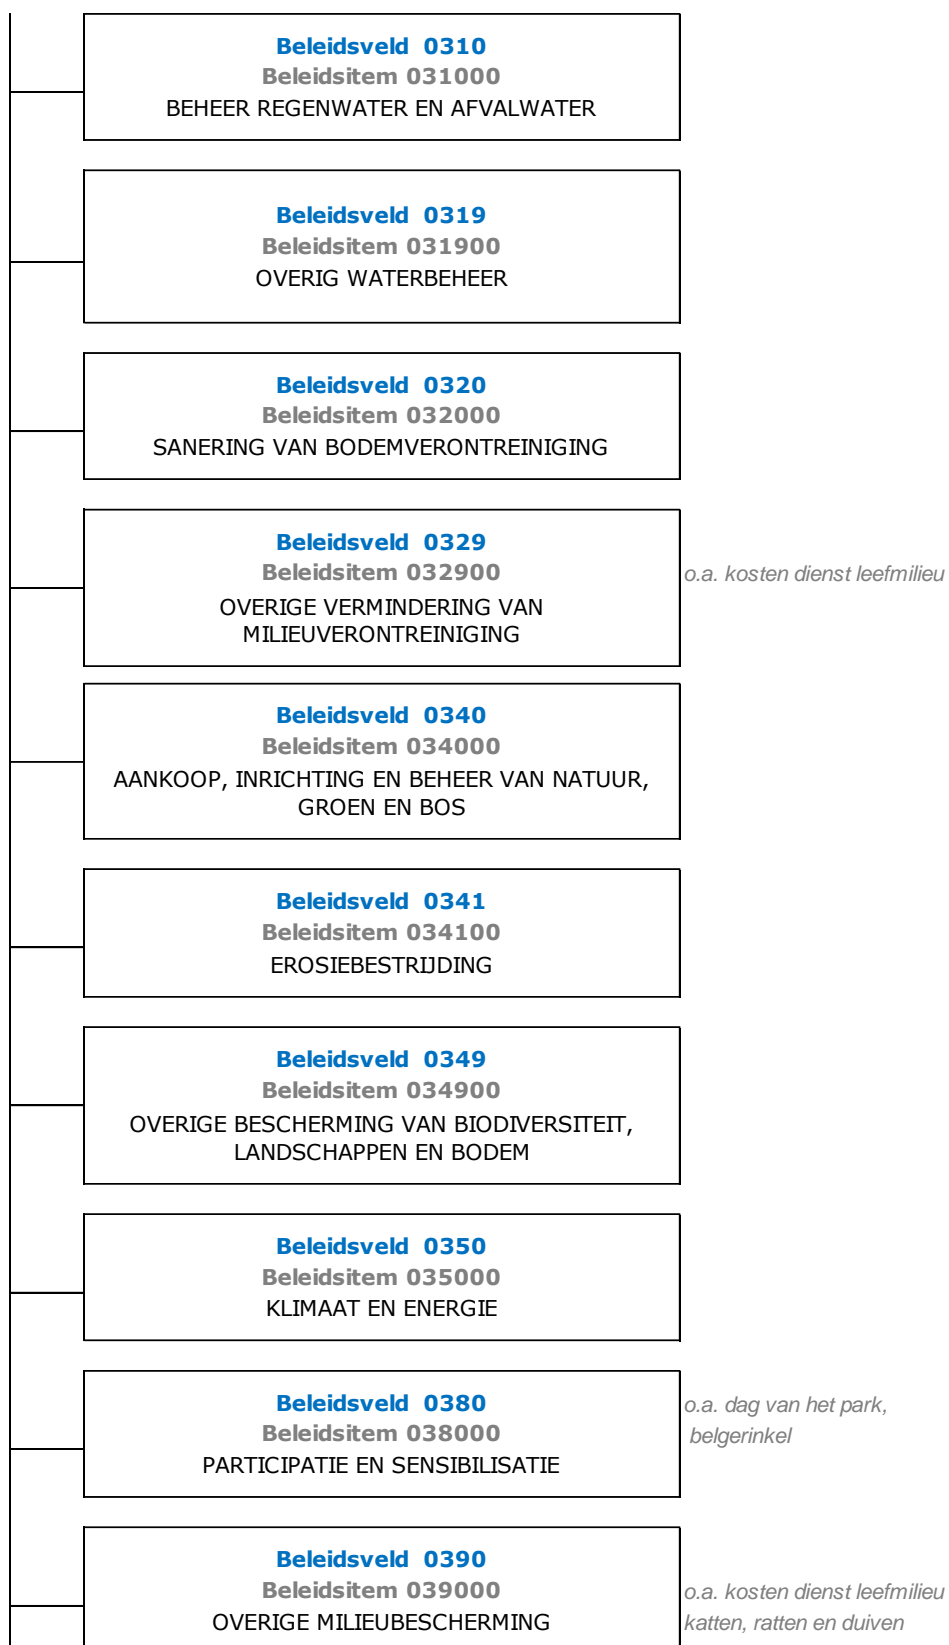 Beleidsveld 0310
Beleidsitem 031000
BEHEER REGENWATER EN AFVALWATER
Beleidsveld 0319
Beleidsitem 031900
OVERIG WATERBEHEER
Beleidsveld 0320
Beleidsitem 032000
SANERING VAN BODEMVERONTREINIGING
Beleidsveld 0329
Beleidsitem 032900
o.a. kosten dienst leefmilieu
OVERIGE VERMINDERING VAN
MILIEUVERONTREINIGING
Beleidsveld 0340
Beleidsitem 034000
AANKOOP, INRICHTING EN BEHEER VAN NATUUR,
GROEN EN BOS
Beleidsveld 0341
Beleidsitem 034100
EROSIEBESTRIJDING
Beleidsveld 0349
Beleidsitem 034900
OVERIGE BESCHERMING VAN BIODIVERSITEIT,
LANDSCHAPPEN EN BODEM
Beleidsveld 0350
Beleidsitem 035000
KLIMAAT EN ENERGIE
Beleidsveld 0380
Beleidsitem 038000
PARTICIPATIE EN SENSIBILISATIE
o.a. dag van het park,
belgerinkel
Beleidsveld 0390
Beleidsitem 039000
OVERIGE MILIEUBESCHERMING
o.a. kosten dienst leefmilieu
katten, ratten en duiven